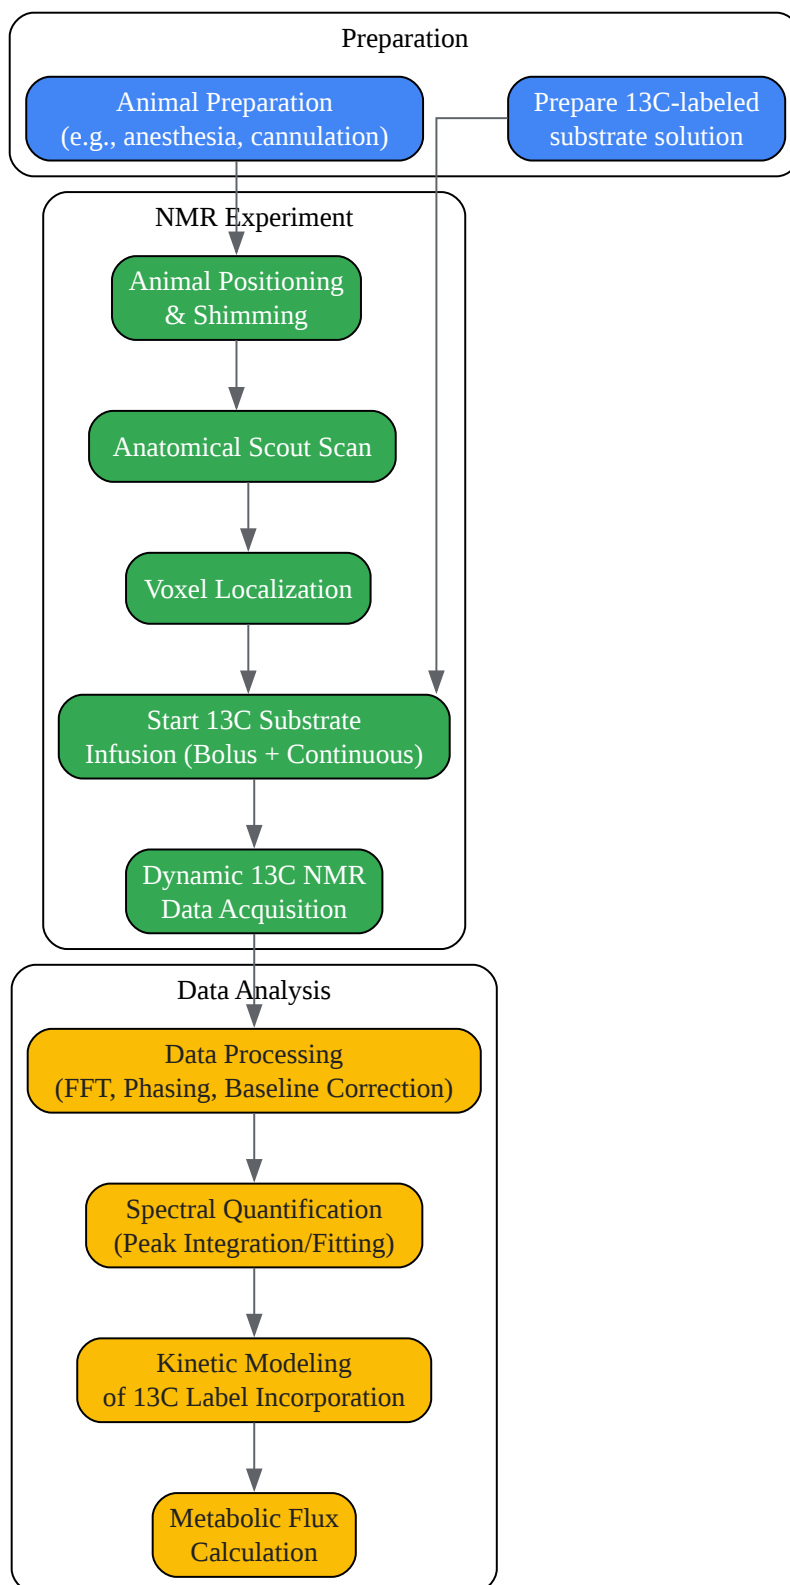 Preparation
Animal Preparation
(e.g., anesthesia, cannulation)
Prepare 13C-labeled
substrate solution
NMR Experiment
Animal Positioning
& Shimming
Anatomical Scout Scan
Voxel Localization
Start 13C Substrate
Infusion (Bolus + Continuous)
Dynamic 13C NMR
Data Acquisition
Data Analysis
Data Processing
(FFT, Phasing, Baseline Correction)
Spectral Quantification
(Peak Integration/Fitting)
Kinetic Modeling
of 13C Label Incorporation
Metabolic Flux
Calculation